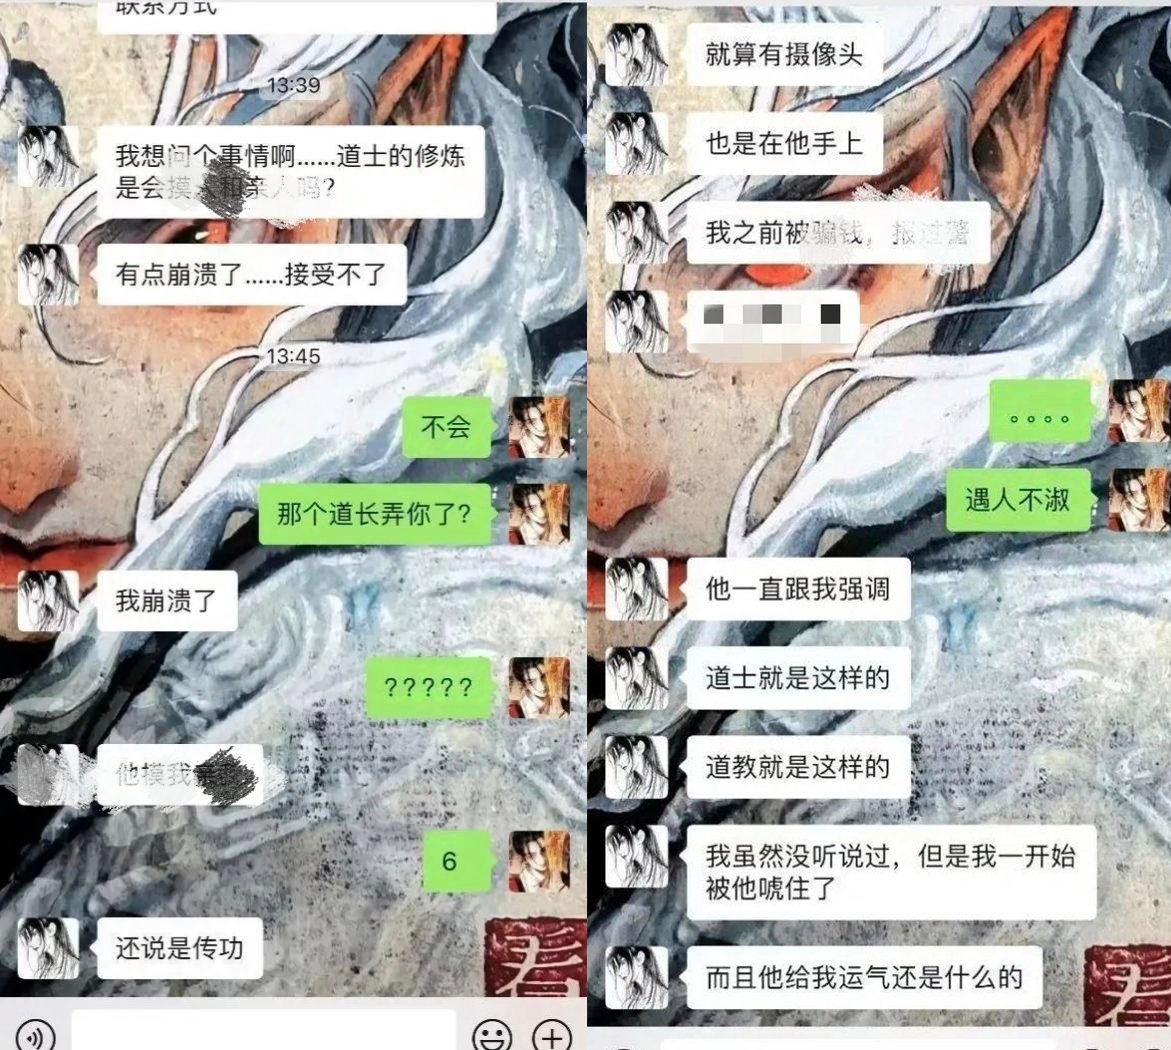 联系方式
13:39
我想问个事情啊……道士的修炼
是会摸 和亲人吗？
有点崩溃了……接受不了
13:45
不会
那个道长弄你了？
我崩溃了
？？？？？
他摸我
6
还说是传功
看
就算有摄像头
也是在他手上
我之前被骗钱，报过警
。。。。
遇人不淑
他一直跟我强调
道士就是这样的
道教就是这样的
我虽然没听说过，但是我一开始
被他唬住了
而且他给我运气还是什么的
看